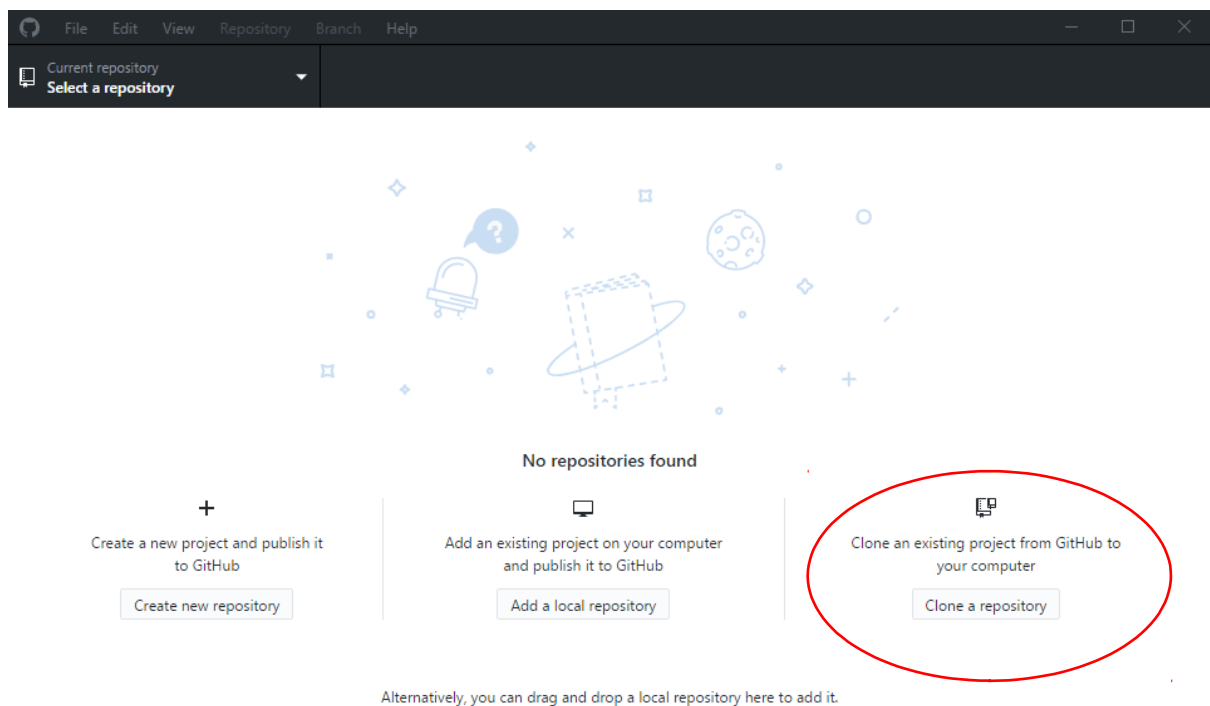 File Edit View Repository Branch Help
Current repository
Select a repository
?
No repositories found
Create a new project and publish it
to GitHub
Create new repository
Add an existing project on your computer
and publish it to GitHub
Add a local repository
Clone an existing project from GitHub to
your computer
Clone a repository
Alternatively, you can drag and drop a local repository here to add it.